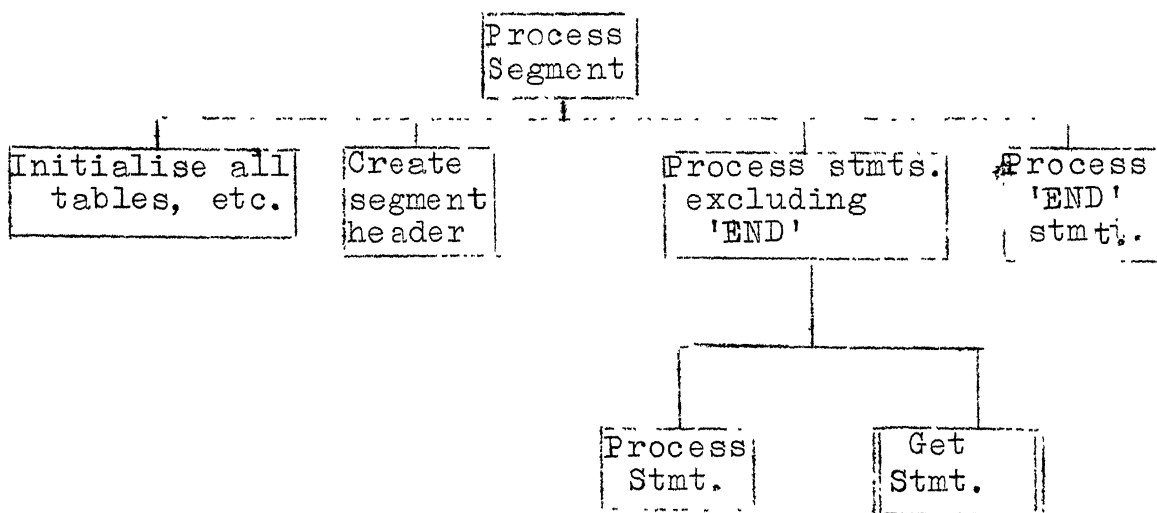 Process
Segment
Initialise all
tables, etc.
Create
segment
header
Process stmts.
excluding
'END'
Process
'END'
stmt.
Process
Stmt.
Get
Stmt.